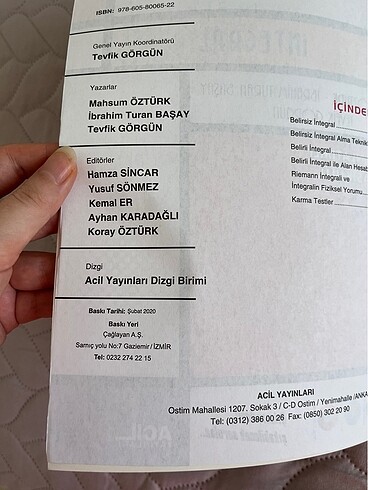 ISBN: 978-605-80065-22
Genel Yayın Koordinatörü
Tevfik GÖRGÜN
Yazarlar
Mahsum ÖZTÜRK
İbrahim Turan BAŞAY
Tevfik GÖRGÜN
Editörler
Hamza SİNCAR
Yusuf SÖNMEZ
Kemal ER
Ayhan KARADAĞLI
Koray ÖZTÜRK
Dizgi
Acil Yayınları Dizgi Birimi
Baskı Tarihi: Şubat 2020
Baskı Yeri
Çağlayan A.Ş.
Sarnıç yolu No:7 Gaziemir / İZMİR
Tel: 0232 274 22 15
İÇİNDE
Belirsiz İntegral
Belirsiz İntegral Alma Teknik
Belirli İntegral
Belirli İntegral ile Alan Hesab
Riemann İntegrali ve
İntegralin Fiziksel Yorumu
Karma Testler
ACİL YAYINLARI
Ostim Mahallesi 1207. Sokak 3 / C-D Ostim / Yenimahalle /ANKA
Tel: (0312) 386 00 26 Fax: (0850) 302 20 90